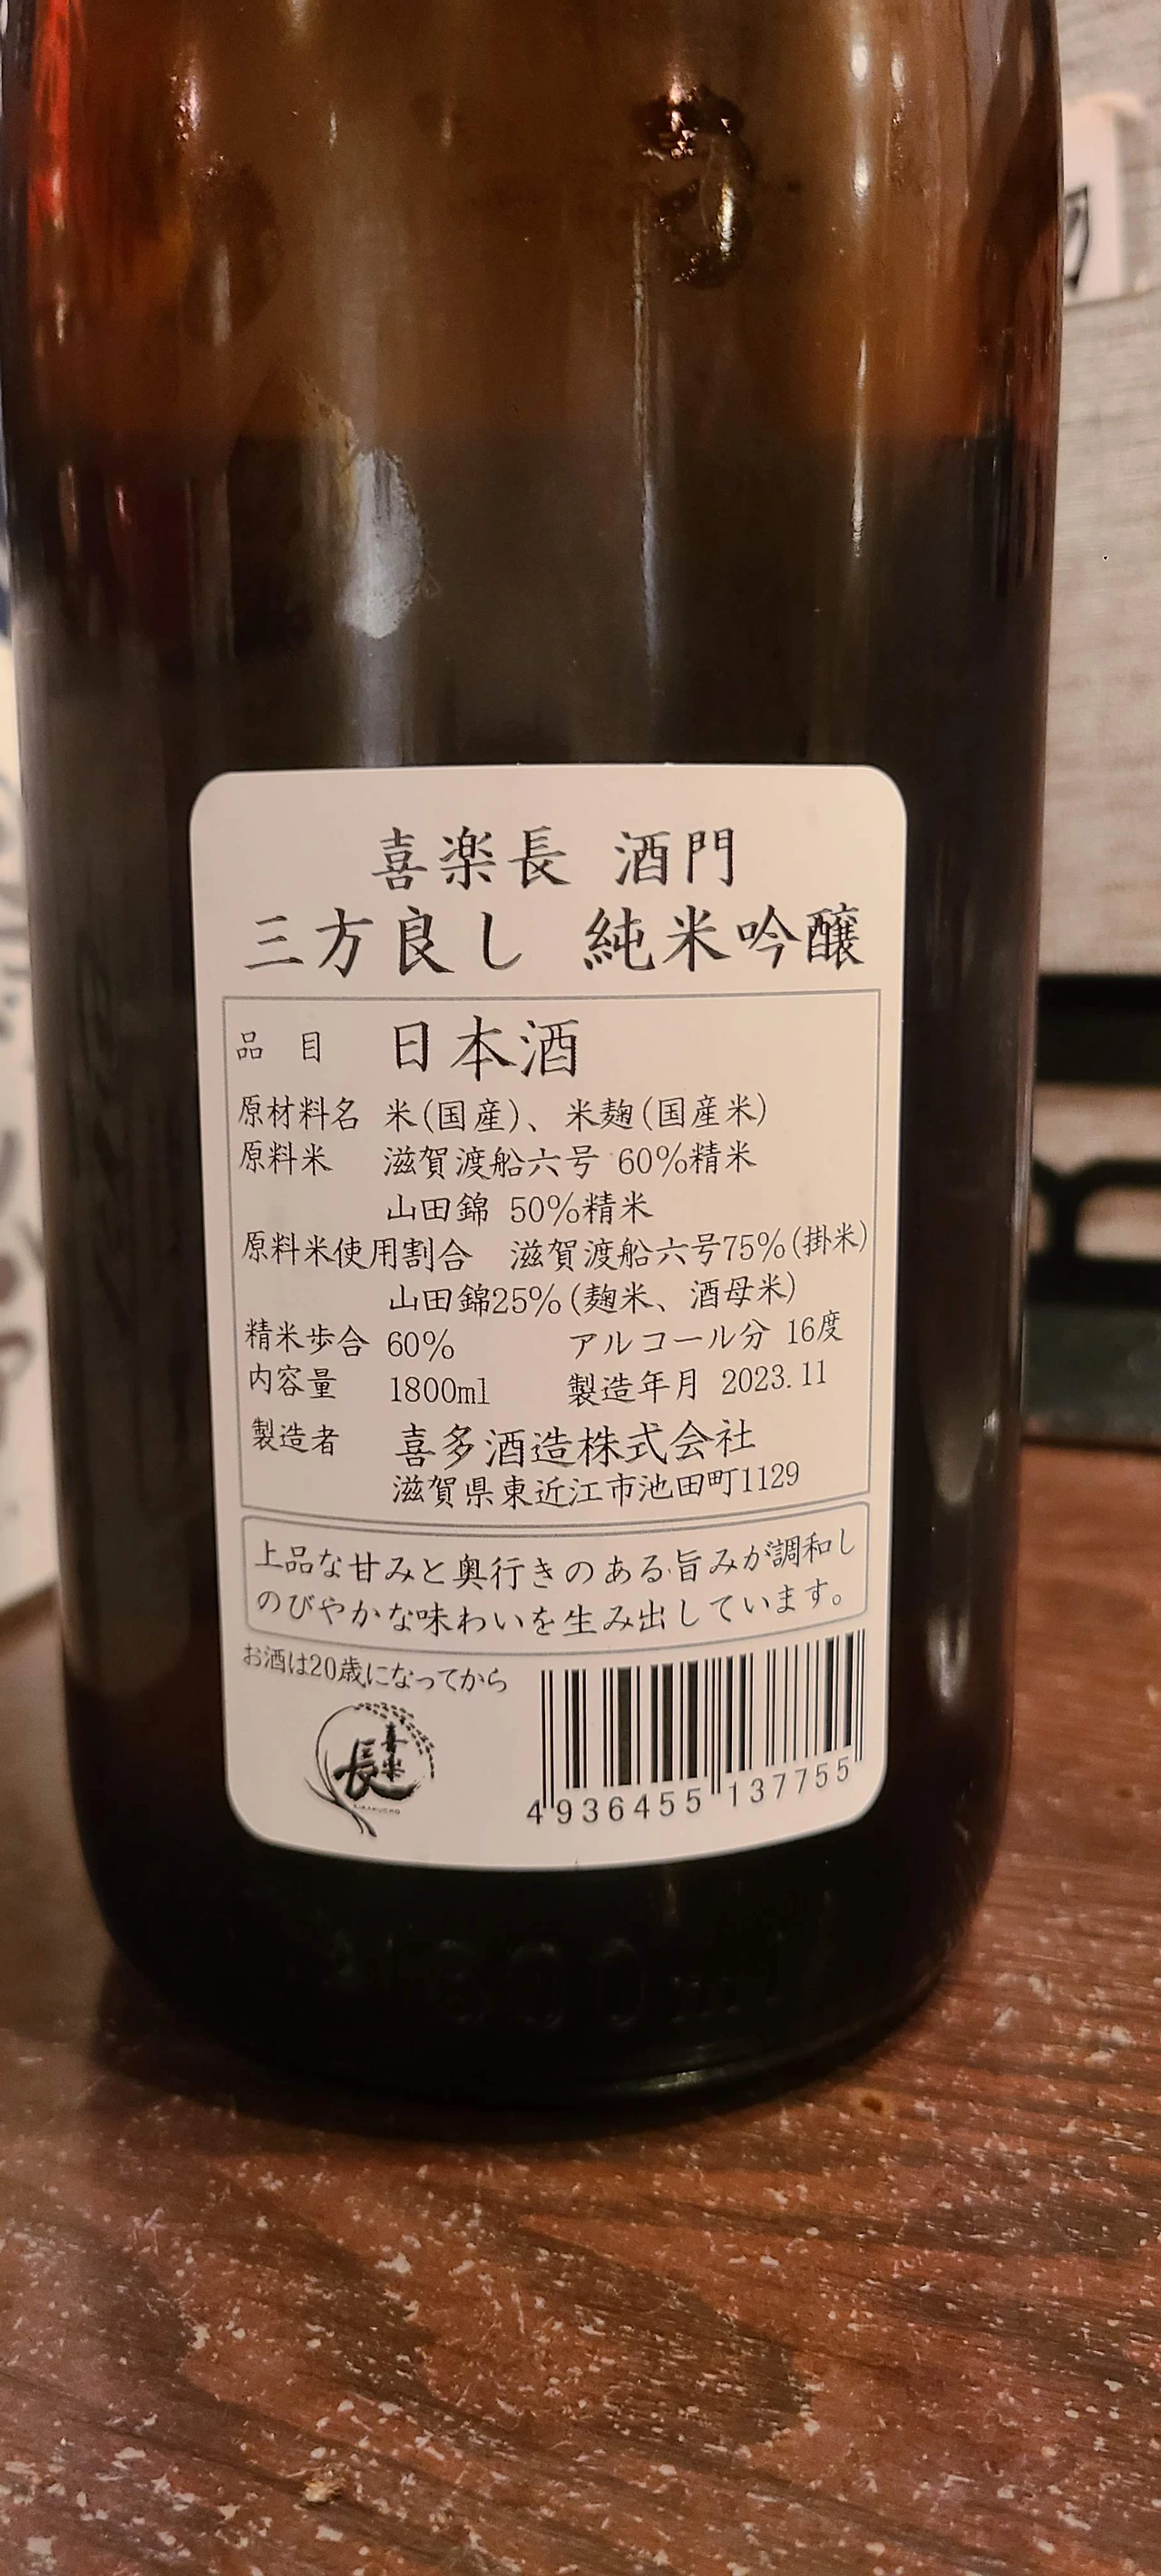 喜楽長 酒門
三方良し 純米吟醸
品 目 日本酒
原材料名 米(国産)、米麹(国産米)
原料米 滋賀渡船六号 60%精米
山田錦 50%精米
原料米使用割合 滋賀渡船六号75%(掛米)
山田錦25%(麹米、酒母米)
精米歩合 60% アルコール分 16度
内容量 1800ml 製造年月 2023.11
製造者 喜多酒造株式会社
滋賀県東近江市池田町1129
上品な甘みと奥行きのある旨みが調和し
のびやかな味わいを生み出しています。
お酒は20歳になってから
喜楽長
KIRAKUCHO
4936455137755
1800ml